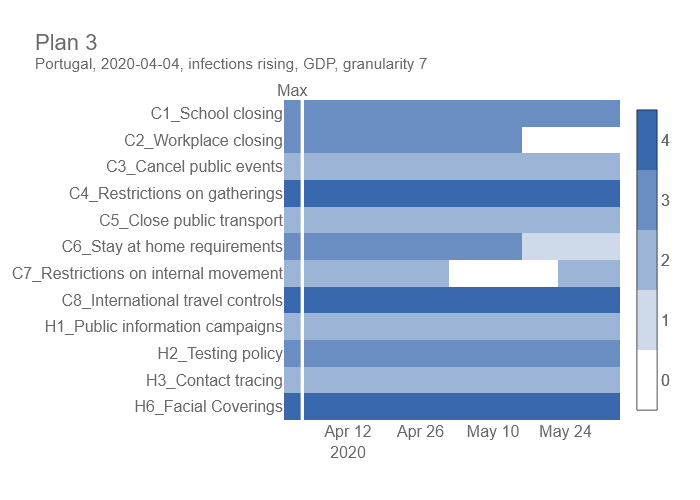 Plan 3
Portugal, 2020-04-04, infections rising, GDP, granularity 7
Max
C1_School closing
C2_Workplace closing
C3_Cancel public events
C4_Restrictions on gatherings
C5_Close public transport
C6_Stay at home requirements
C7_Restrictions on internal movement
C8_International travel controls
H1_Public information campaigns
H2_Testing policy
H3_Contact tracing
H6_Facial Coverings
Apr 12 Apr 26 May 10 May 24
2020
4
3
2
1
0